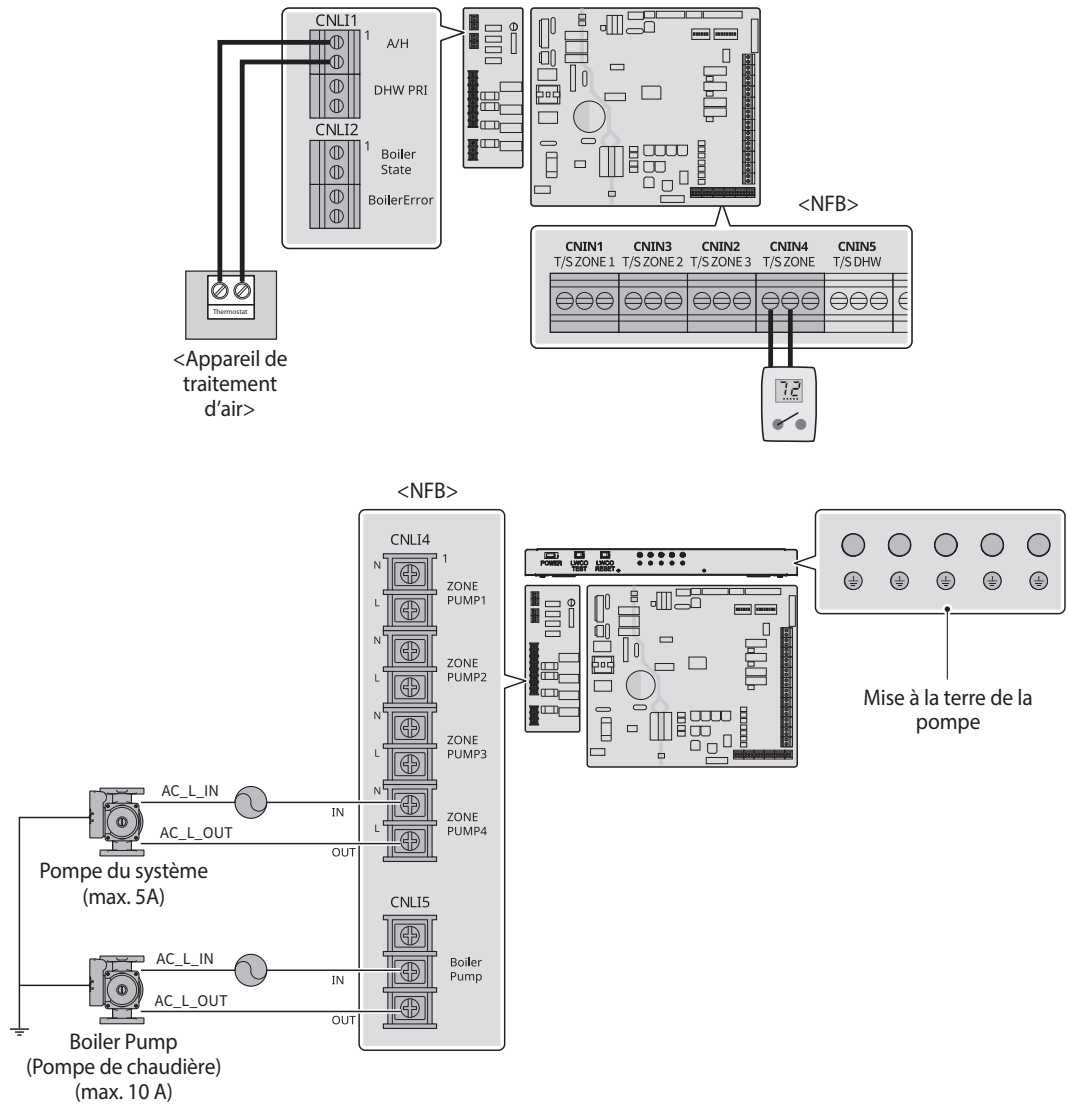 CNLI1
1
A/H
DHW PRI
CNLI2
1
Boiler
State
BoilerError
Thermostat
<Appareil de
traitement
d'air>
<NFB>
CNIN1 CNIN3 CNIN2 CNIN4 CNIN5
T/S ZONE 1 T/S ZONE 2 T/S ZONE 3 T/S ZONE T/S DHW
72
<NFB>
CNLI4
1
N
ZONE
PUMP1
L
N
ZONE
PUMP2
L
N
ZONE
PUMP3
L
N
IN
ZONE
PUMP4
L
OUT
AC_L_IN
AC_L_OUT
Pompe du système
(max. 5A)
CNLI5
Boiler
Pump
IN
OUT
AC_L_IN
AC_L_OUT
Boiler Pump
(Pompe de chaudière)
(max. 10 A)
POWER
LWCO
TEST
LWCO
RESET
Mise à la terre de la
pompe